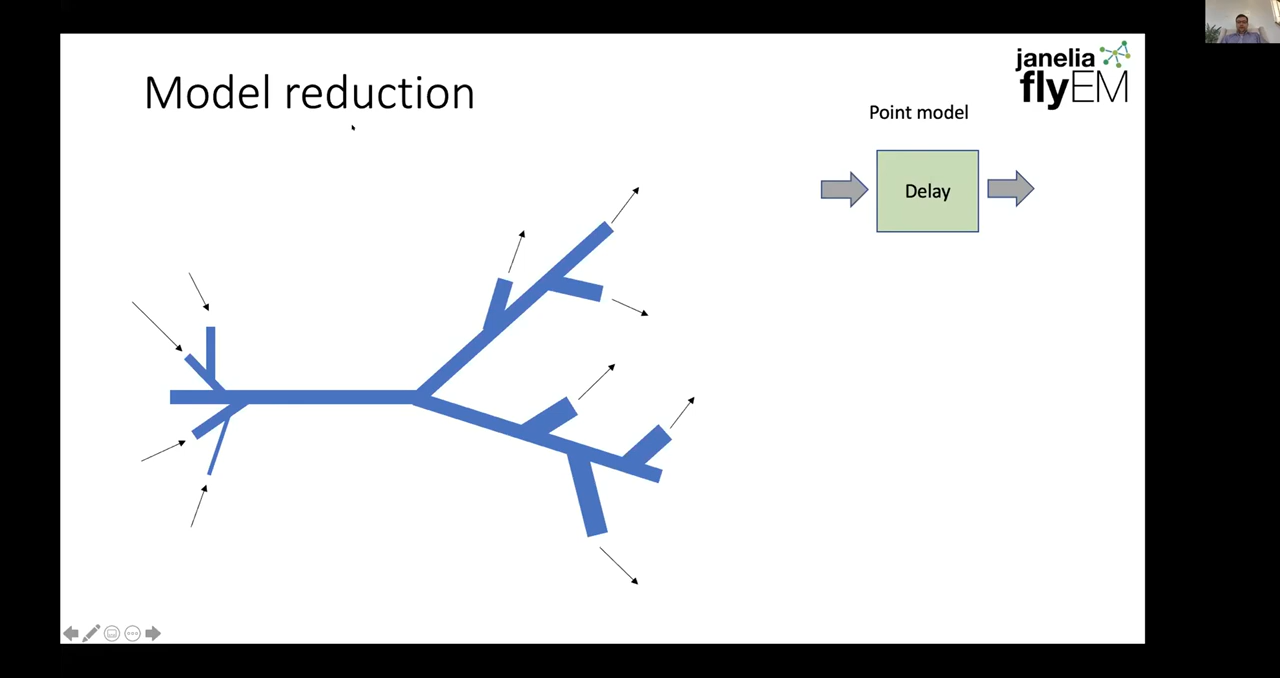 Model reduction
janelia
flyEM
Point model
Delay